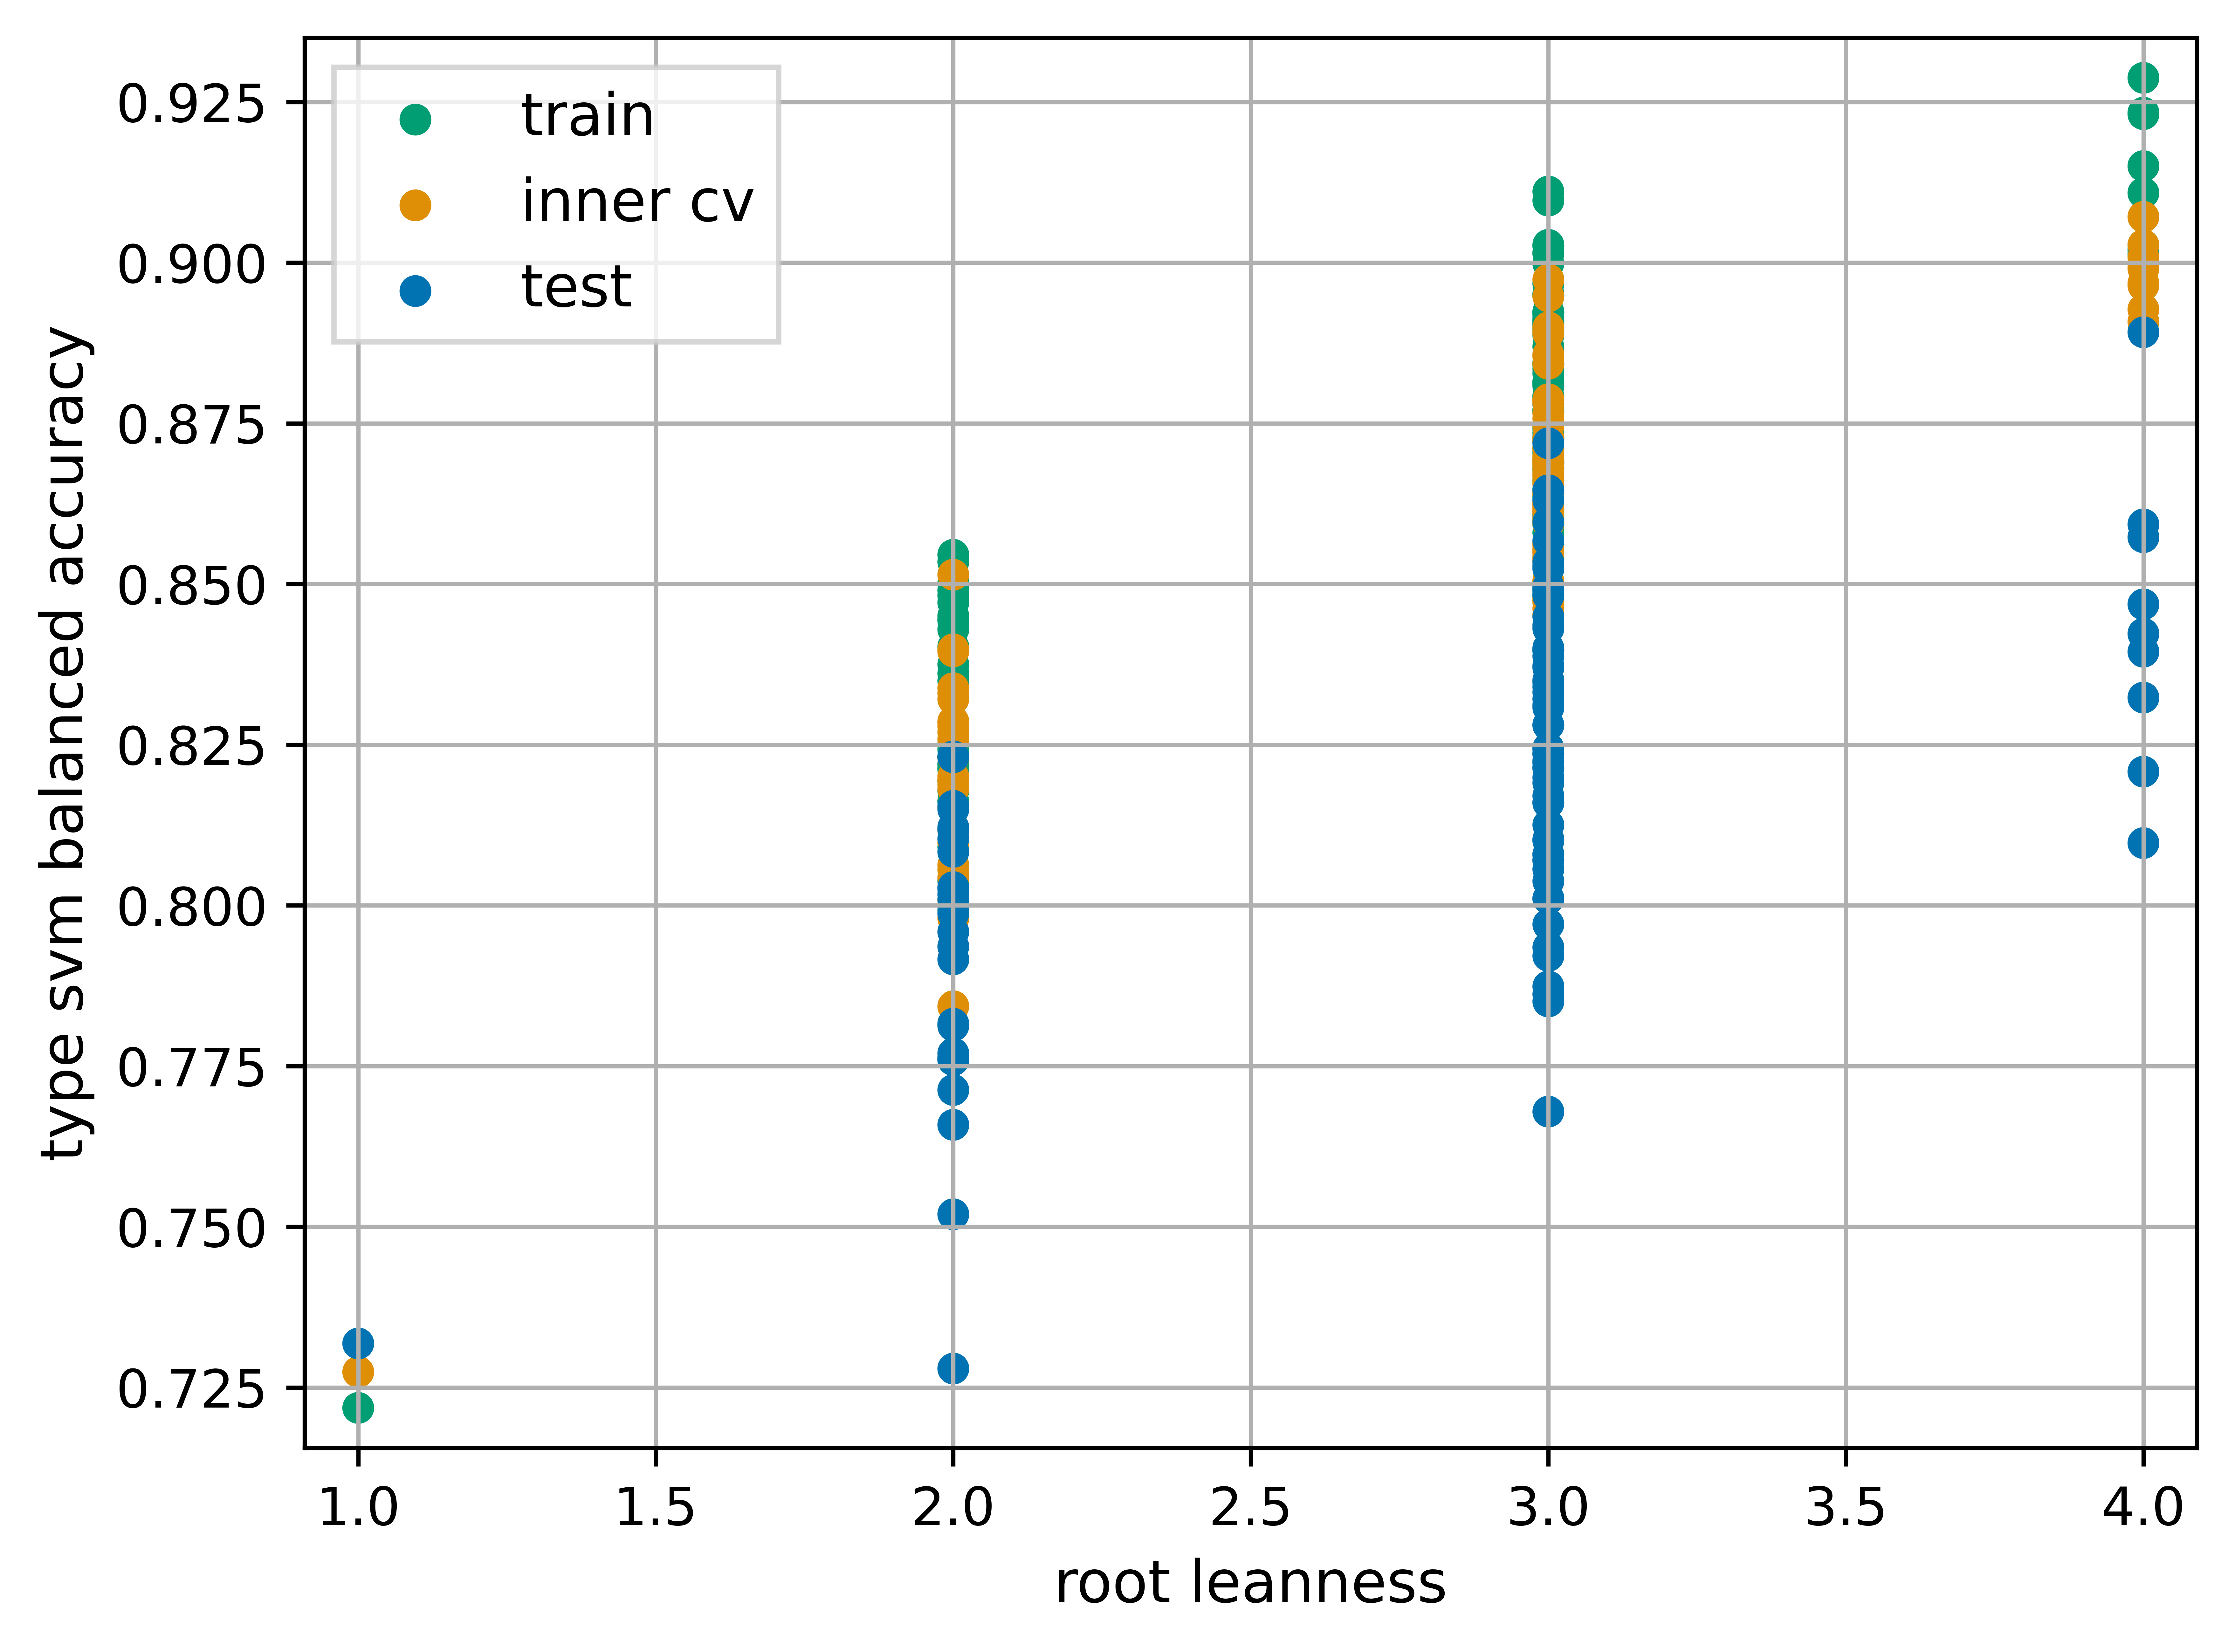 train
inner cv
test
0.925
0.900
0.875
0.850
0.825
0.800
0.775
0.750
0.725
type svm balanced accuracy
1.0 1.5 2.0 2.5 3.0 3.5 4.0
root leanness